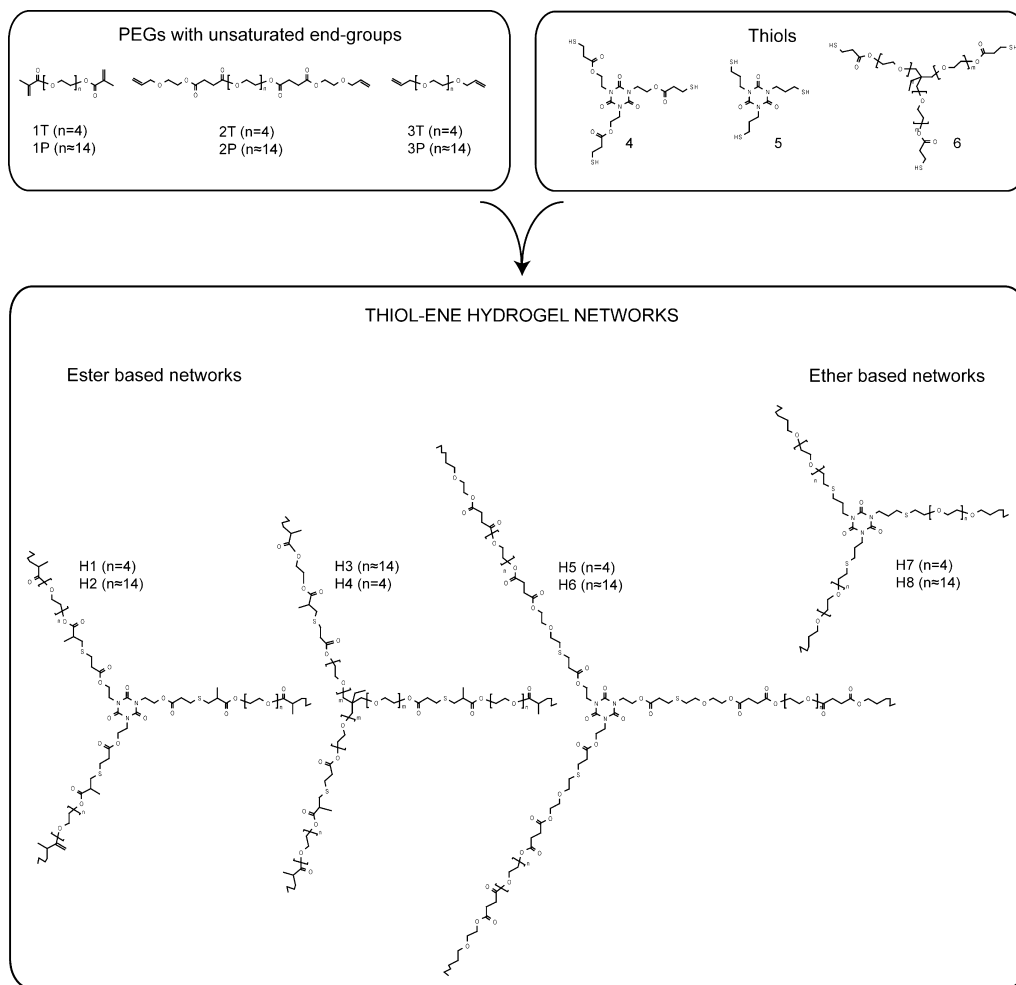 PEGs with unsaturated end-groups
1T (n=4)
1P (n≈14)
2T (n=4)
2P (n≈14)
3T (n=4)
3P (n≈14)
Thiols
4
5
6
THIOL-ENE HYDROGEL NETWORKS
Ester based networks
Ether based networks
H1 (n=4)
H2 (n≈14)
H3 (n≈14)
H4 (n=4)
H5 (n=4)
H6 (n≈14)
H7 (n=4)
H8 (n≈14)